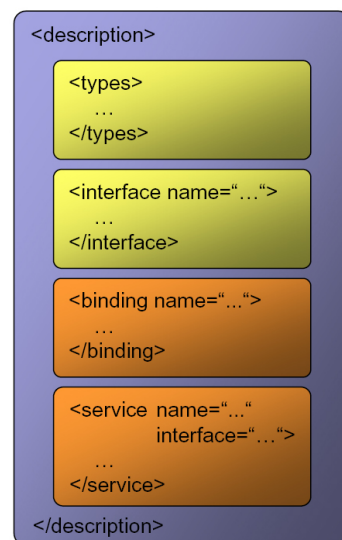 <description>
<types>
…
</types>
<interface name=“…“>
…
</interface>
<binding name=“...“>
…
</binding>
<service name=“...“
interface=“…“>
…
</service>
</description>